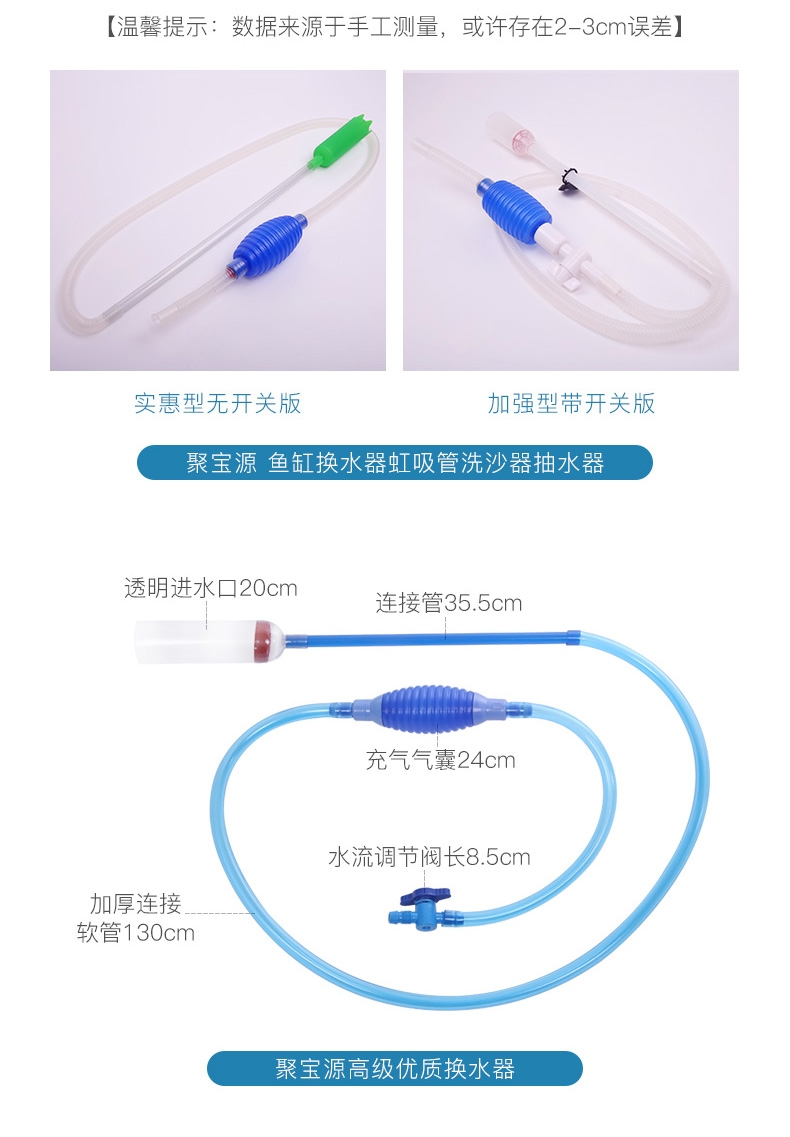 【温馨提示：数据来源于手工测量，或许存在2-3cm误差】
实惠型无开关版
加强型带开关版
聚宝源 鱼缸换水器虹吸管洗沙器抽水器
透明进水口20cm
连接管35.5cm
充气气囊24cm
水流调节阀长8.5cm
加厚连接
软管130cm
聚宝源高级优质换水器